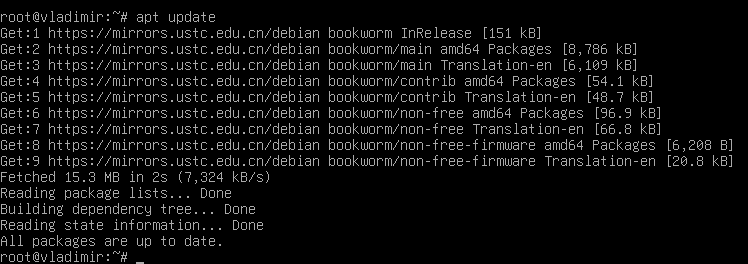 root@vladimir:~# apt update
Get:1 https://mirrors.ustc.edu.cn/debian bookworm InRelease [151 kB]
Get:2 https://mirrors.ustc.edu.cn/debian bookworm/main amd64 Packages [8,786 kB]
Get:3 https://mirrors.ustc.edu.cn/debian bookworm/main Translation-en [6,109 kB]
Get:4 https://mirrors.ustc.edu.cn/debian bookworm/contrib amd64 Packages [54.1 kB]
Get:5 https://mirrors.ustc.edu.cn/debian bookworm/contrib Translation-en [48.7 kB]
Get:6 https://mirrors.ustc.edu.cn/debian bookworm/non-free amd64 Packages [96.9 kB]
Get:7 https://mirrors.ustc.edu.cn/debian bookworm/non-free Translation-en [66.8 kB]
Get:8 https://mirrors.ustc.edu.cn/debian bookworm/non-free-firmware amd64 Packages [6,208 B]
Get:9 https://mirrors.ustc.edu.cn/debian bookworm/non-free-firmware Translation-en [20.8 kB]
Fetched 15.3 MB in 2s (7,324 kB/s)
Reading package lists... Done
Building dependency tree... Done
Reading state information... Done
All packages are up to date.
root@vladimir:~# _